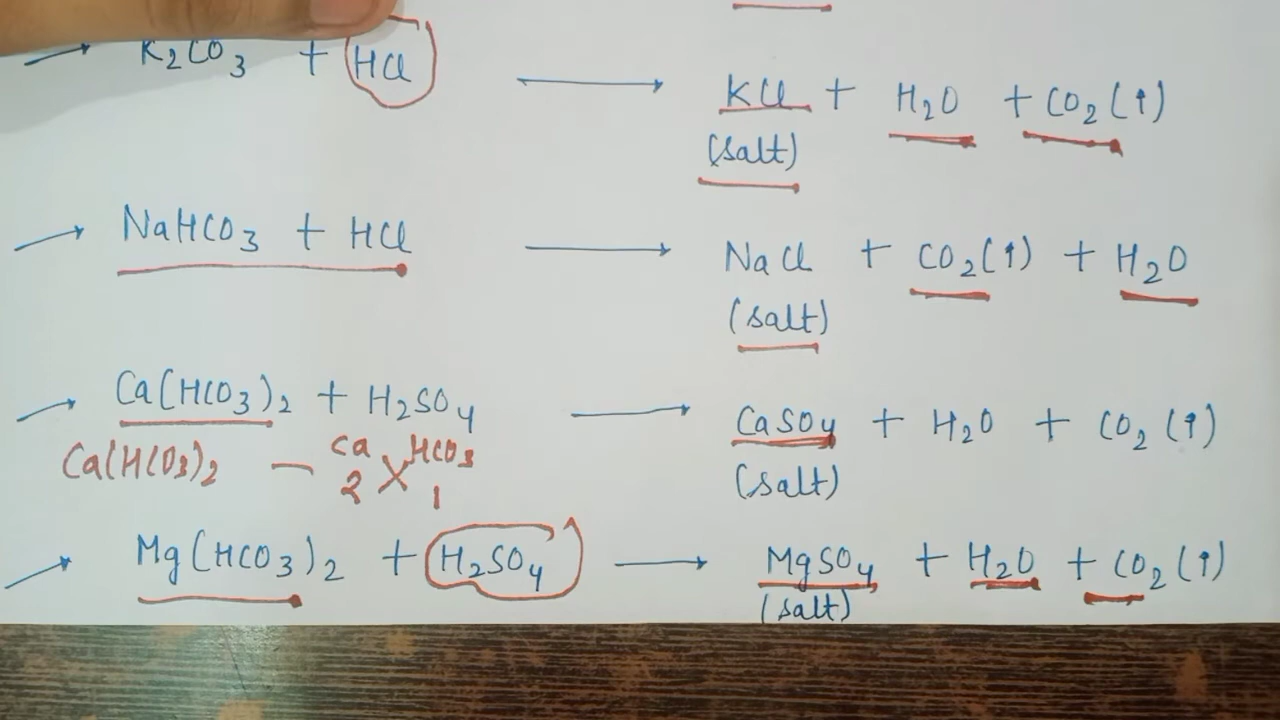 K₂CO₃ + HCl → KCl + H₂O + CO₂(↑)
(salt)
→ NaHCO₃ + HCl → NaCl + CO₂(↑) + H₂O
(salt)
→ Ca(HCO₃)₂ + H₂SO₄ → CaSO₄ + H₂O + CO₂(↑)
(salt)
Ca(HCO₃)₂ — Ca HCO₃
2 1
→ Mg(HCO₃)₂ + H₂SO₄ → MgSO₄ + H₂O + CO₂(↑)
(salt)